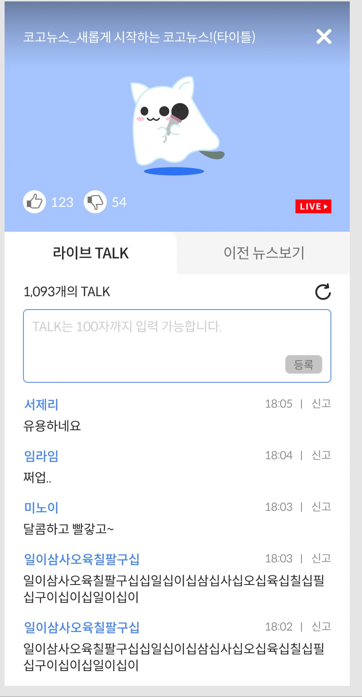 코고뉴스_새롭게 시작하는 코고뉴스!(타이틀)
123
54
LIVE
라이브 TALK
이전 뉴스보기
1,093개의 TALK
TALK는 100자까지 입력 가능합니다.
등록
서제리 18:05 | 신고
유용하네요
임라임 18:04 | 신고
쩌업..
미노이 18:03 | 신고
달콤하고 빨갛고~
일이삼사오육칠팔구십 18:03 | 신고
일이삼사오육칠팔구십십일십이십삼십사십오십육십칠십필
십구이십이십일이십이
일이삼사오육칠팔구십 18:02 | 신고
일이삼사오육칠팔구십십일십이십삼십사십오십육십칠십필
십구이십이십일이십이